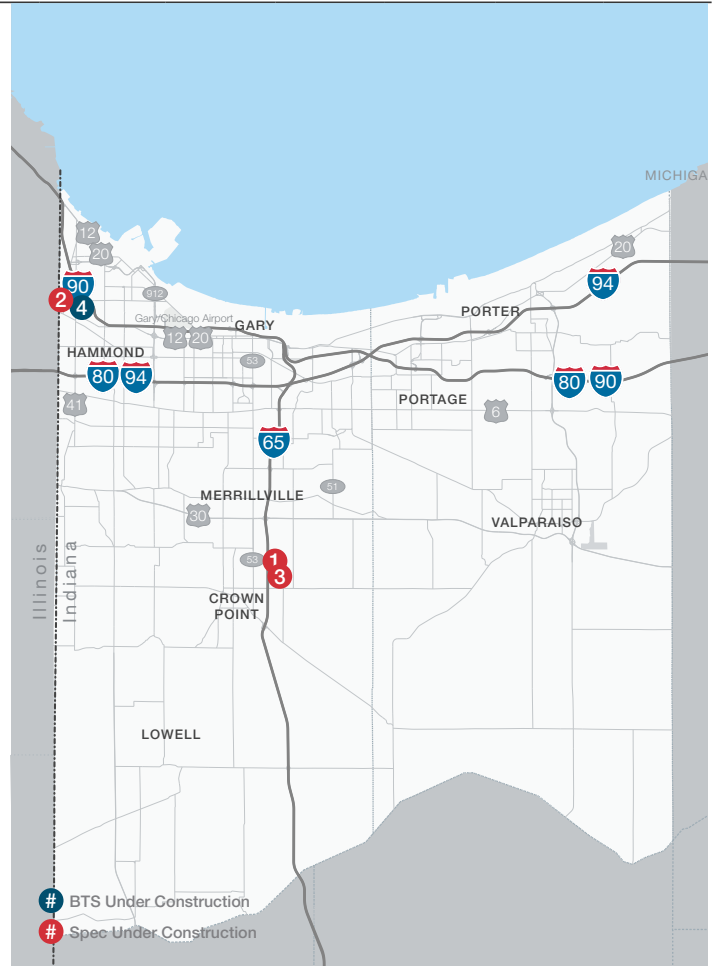 MICHIGA
12
20
20
90
94
2
4
912
PORTER
Gary/Chicago Airport
GARY
12
20
HAMMOND
53
80
94
80
90
41
PORTAGE
6
65
51
MERRILLVILLE
30
VALPARAISO
Illinois
Indiana
53
1
3
CROWN
POINT
LOWELL
# BTS Under Construction
# Spec Under Construction